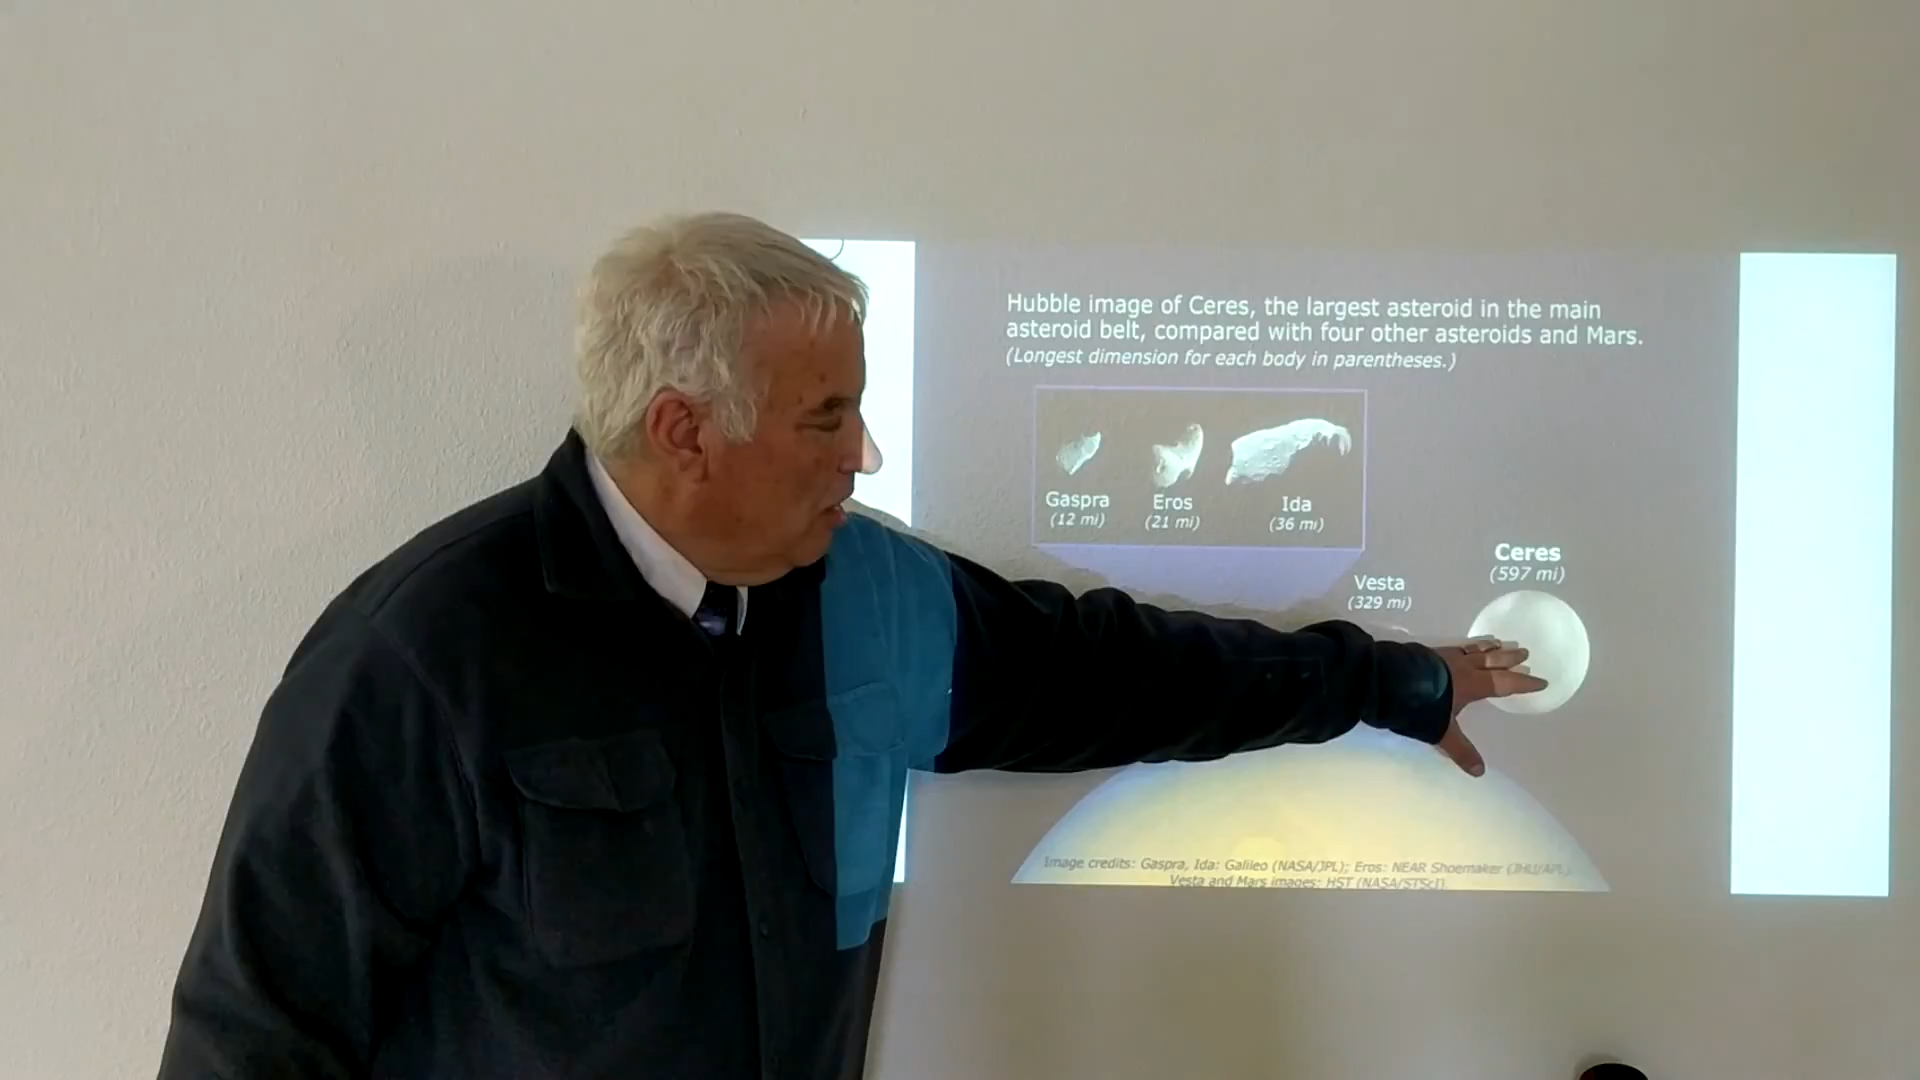 Hubble image of Ceres, the largest asteroid in the main
asteroid belt, compared with four other asteroids and Mars.
(Longest dimension for each body in parentheses.)
Gaspra
(12 mi)
Eros
(21 mi)
Ida
(36 mi)
Vesta
(329 mi)
Ceres
(597 mi)
Image credits: Gaspra, Ida: Galileo (NASA/JPL); Eros: NEAR Shoemaker (JHU/APL);
Vesta and Mars images: HST (NASA/STScI).